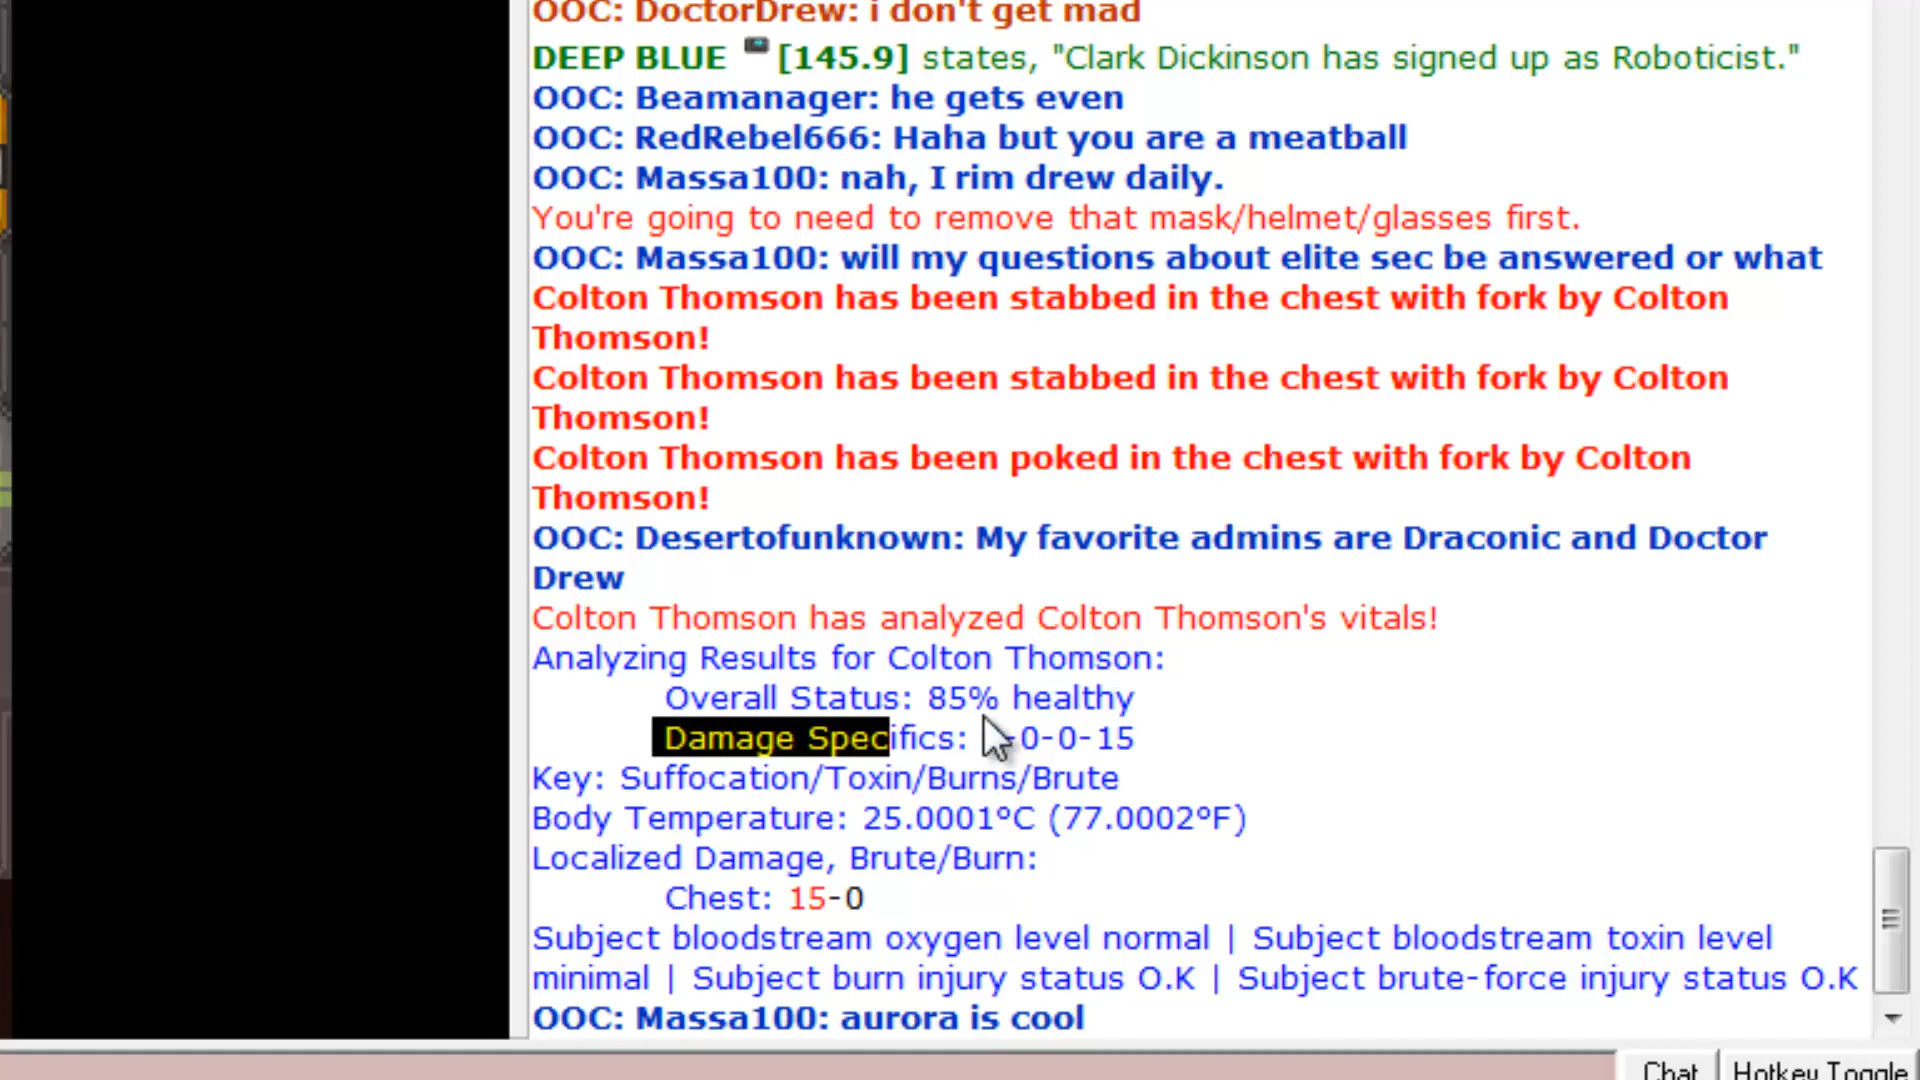 OOC: DoctorDrew: i don't get mad
DEEP BLUE [145.9] states, "Clark Dickinson has signed up as Roboticist."
OOC: Beamanager: he gets even
OOC: RedRebel666: Haha but you are a meatball
OOC: Massa100: nah, I rim drew daily.
You're going to need to remove that mask/helmet/glasses first.
OOC: Massa100: will my questions about elite sec be answered or what
Colton Thomson has been stabbed in the chest with fork by Colton
Thomson!
Colton Thomson has been stabbed in the chest with fork by Colton
Thomson!
Colton Thomson has been poked in the chest with fork by Colton
Thomson!
OOC: Desertofunknown: My favorite admins are Draconic and Doctor
Drew
Colton Thomson has analyzed Colton Thomson's vitals!
Analyzing Results for Colton Thomson:
Overall Status: 85% healthy
Damage Specifics: -0-0-15
Key: Suffocation/Toxin/Burns/Brute
Body Temperature: 25.0001°C (77.0002°F)
Localized Damage, Brute/Burn:
Chest: 15-0
Subject bloodstream oxygen level normal | Subject bloodstream toxin level
minimal | Subject burn injury status O.K | Subject brute-force injury status O.K
OOC: Massa100: aurora is cool
Chat
Hotkey Toggle